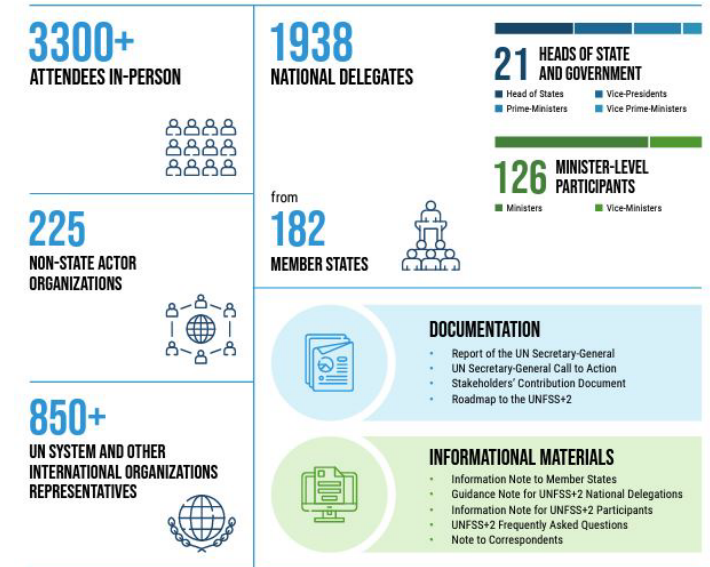 3300+
ATTENDEES IN-PERSON
225
NON-STATE ACTOR
ORGANIZATIONS
850+
UN SYSTEM AND OTHER
INTERNATIONAL ORGANIZATIONS
REPRESENTATIVES
1938
NATIONAL DELEGATES
from
182
MEMBER STATES
21 HEADS OF STATE
AND GOVERNMENT
Head of States
Vice-Presidents
Prime-Ministers
Vice Prime-Ministers
126 MINISTER-LEVEL
PARTICIPANTS
Ministers
Vice-Ministers
DOCUMENTATION
• Report of the UN Secretary-General
• UN Secretary-General Call to Action
• Stakeholders' Contribution Document
• Roadmap to the UNFSS+2
INFORMATIONAL MATERIALS
• Information Note to Member States
• Guidance Note for UNFSS+2 National Delegations
• Information Note for UNFSS+2 Participants
• UNFSS+2 Frequently Asked Questions
• Note to Correspondents